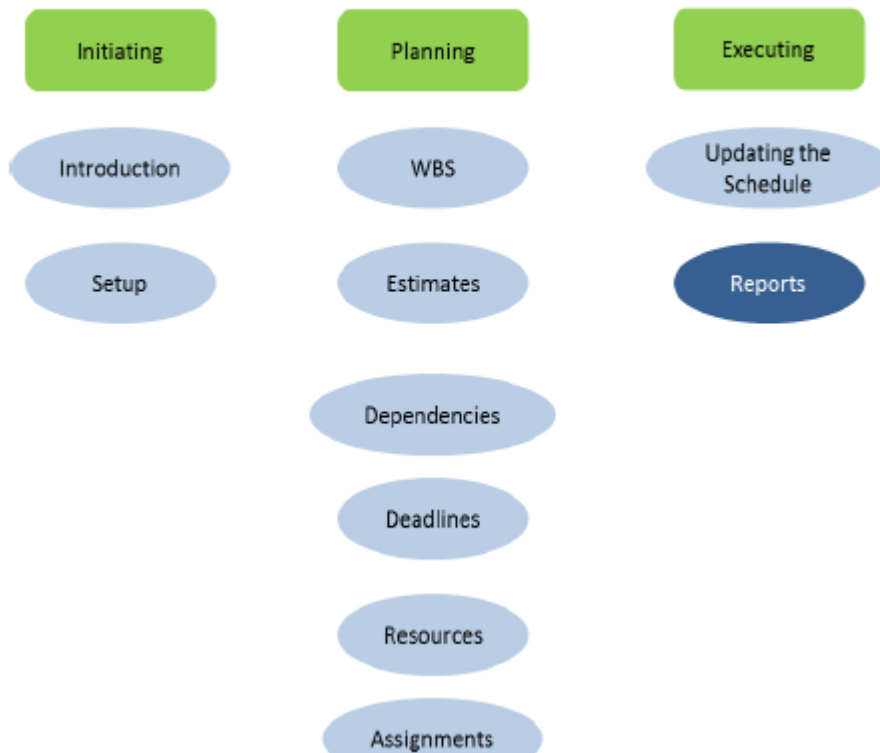 Initiating
Planning
Executing
Introduction
WBS
Updating the
Schedule
Setup
Estimates
Reports
Dependencies
Deadlines
Resources
Assignments